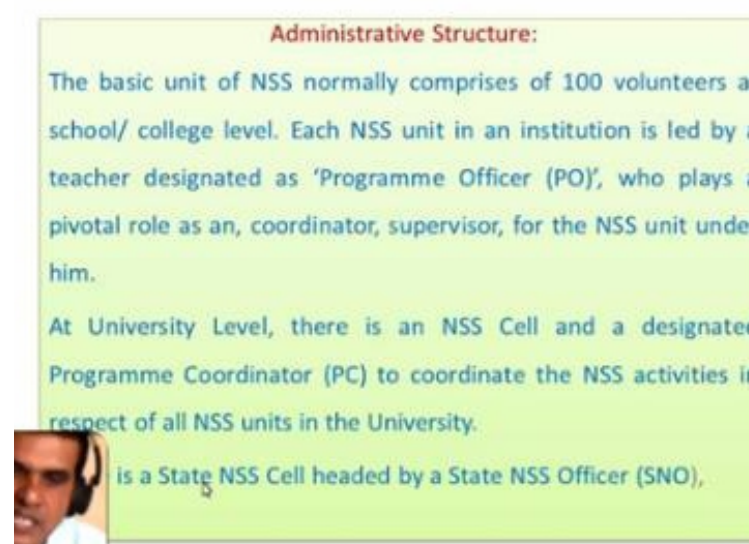 Administrative Structure:
The basic unit of NSS normally comprises of 100 volunteers a
school/ college level. Each NSS unit in an institution is led by a
teacher designated as ‘Programme Officer (PO)’, who plays a
pivotal role as an, coordinator, supervisor, for the NSS unit unde
him.
At University Level, there is an NSS Cell and a designated
Programme Coordinator (PC) to coordinate the NSS activities in
respect of all NSS units in the University.
is a State NSS Cell headed by a State NSS Officer (SNO),